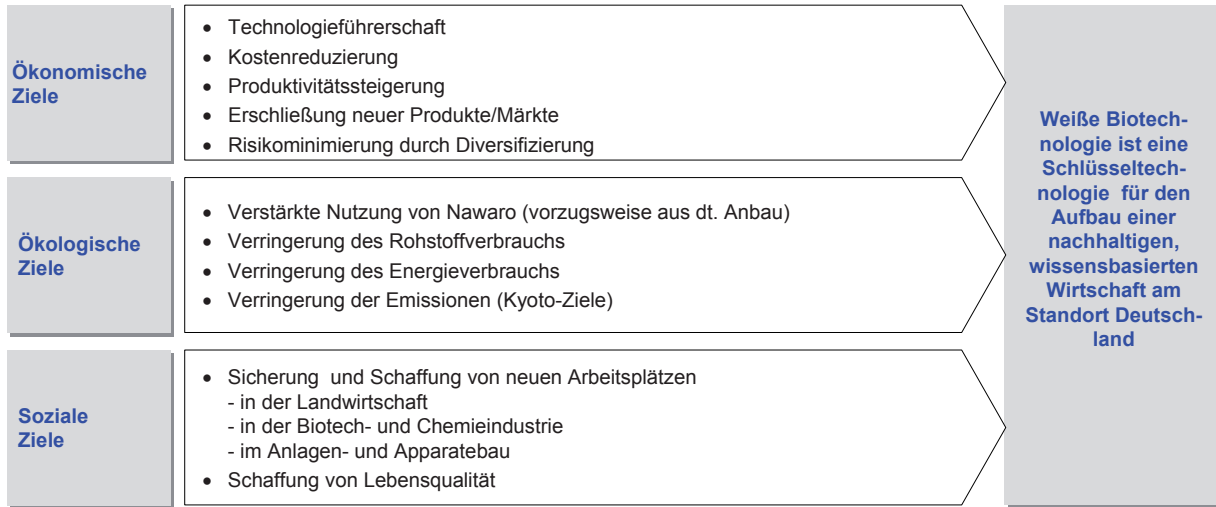 Ökonomische
Ziele
• Technologieführerschaft
• Kostenreduzierung
• Produktivitätssteigerung
• Erschließung neuer Produkte/Märkte
• Risikominimierung durch Diversifizierung
Ökologische
Ziele
• Verstärkte Nutzung von Nawaro (vorzugsweise aus dt. Anbau)
• Verringerung des Rohstoffverbrauchs
• Verringerung des Energieverbrauchs
• Verringerung der Emissionen (Kyoto-Ziele)
Soziale
Ziele
• Sicherung und Schaffung von neuen Arbeitsplätzen
- in der Landwirtschaft
- in der Biotech- und Chemieindustrie
- im Anlagen- und Apparatebau
• Schaffung von Lebensqualität
Weiße Biotech-
nologie ist eine
Schlüsseltech-
nologie für den
Aufbau einer
nachhaltigen,
wissensbasierten
Wirtschaft am
Standort Deutsch-
land